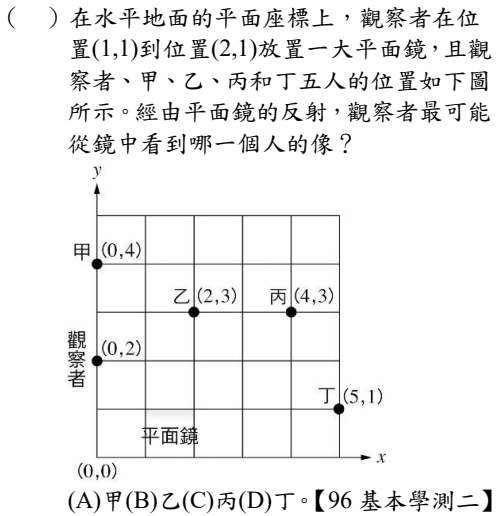 （　）在水平地面的平面座標上，觀察者在位
置(1,1)到位置(2,1)放置一大平面鏡，且觀
察者、甲、乙、丙和丁五人的位置如下圖
所示。經由平面鏡的反射，觀察者最可能
從鏡中看到哪一個人的像？
y
甲 (0,4)
乙 (2,3) 丙 (4,3)
觀察者 (0,2)
丁 (5,1)
平面鏡
x
(0,0)
(A)甲(B)乙(C)丙(D)丁。【96 基本學測二】